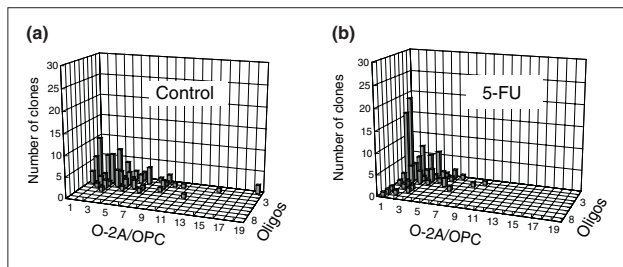 (a)
Number of clones
30
25
20
15
10
5
0
Control
1 3 5 7 9 11 13 15 17 19
O-2A/OPC
3
8
Oligos
(b)
Number of clones
30
25
20
15
10
5
0
5-FU
1 3 5 7 9 11 13 15 17 19
O-2A/OPC
3
8
Oligos